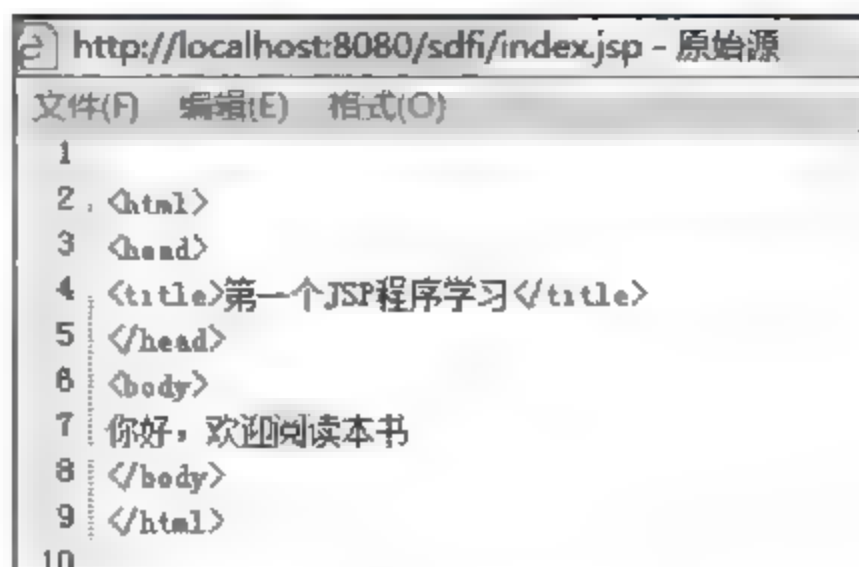 http://localhost:8080/sdfi/index.jsp - 原始源
文件(F) 编辑(E) 格式(O)
1
2 <html>
3 <head>
4 <title>第一个JSP程序学习</title>
5 </head>
6 <body>
7 你好，欢迎阅读本书
8 </body>
9 </html>
10